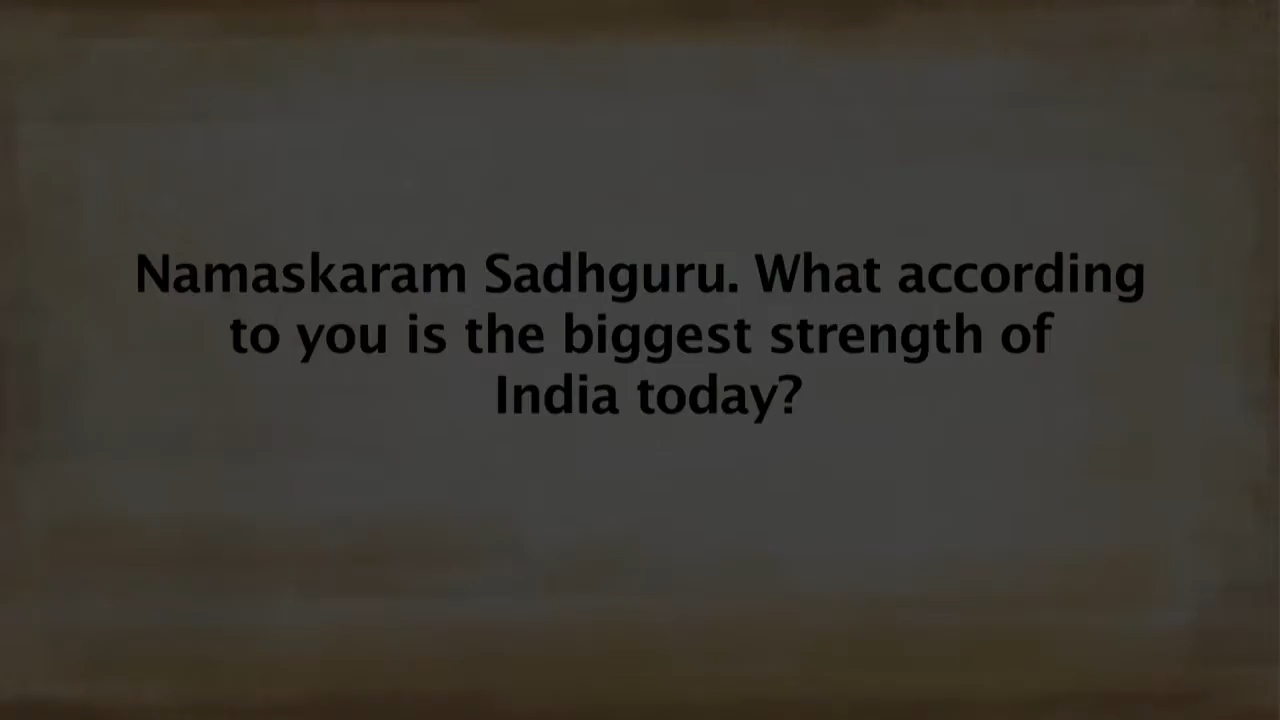 Namaskaram Sadhguru. What according
to you is the biggest strength of
India today?